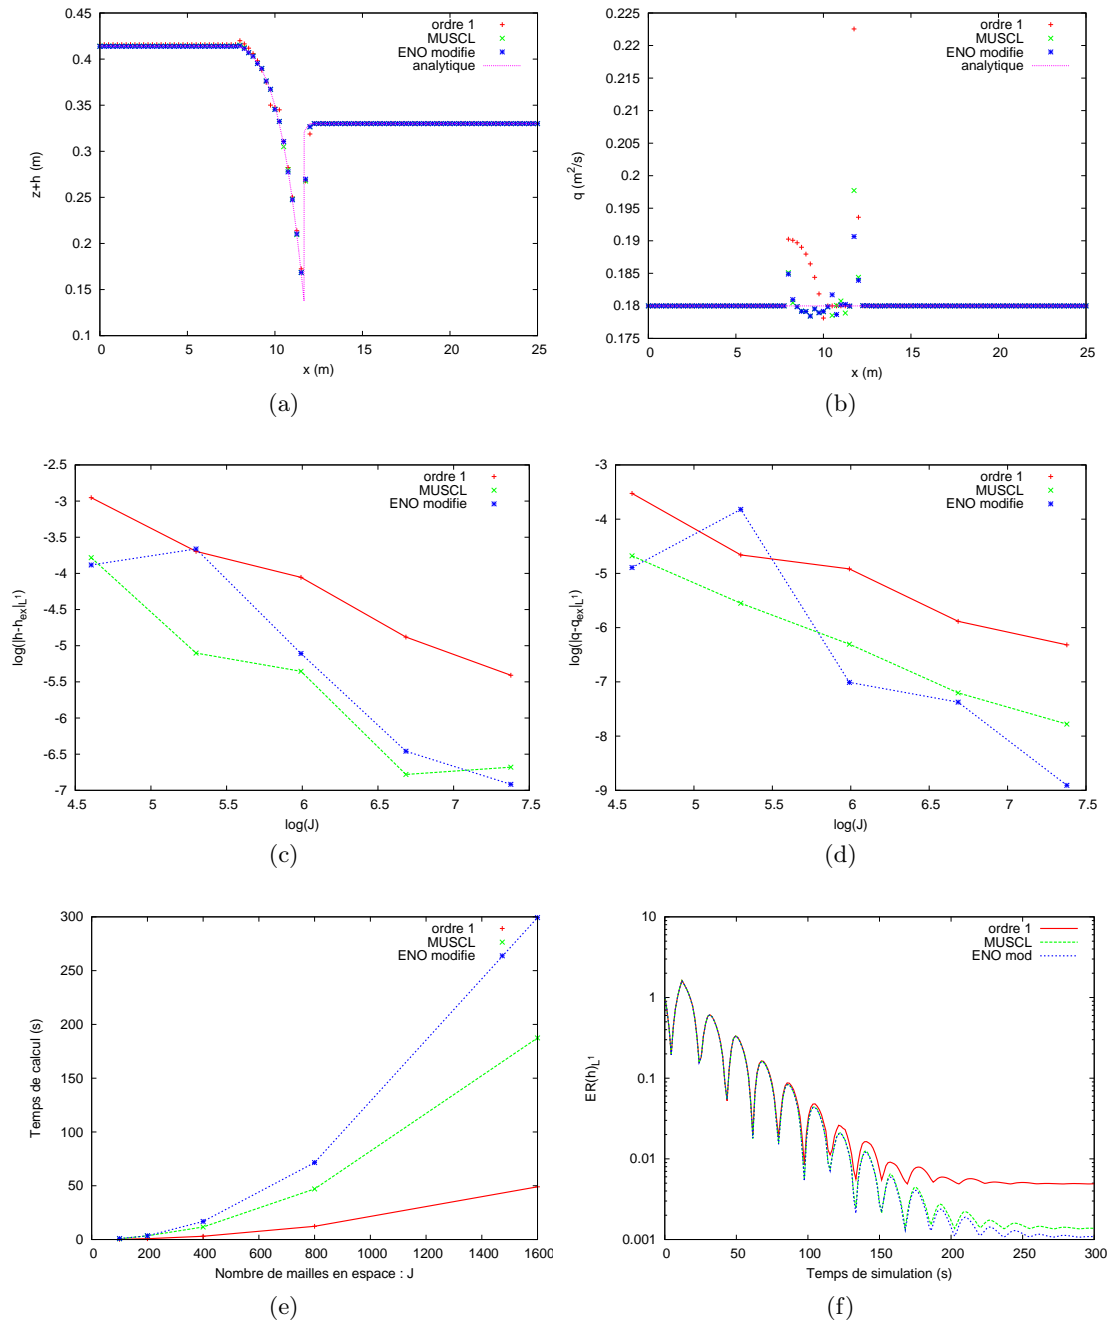 ordre 1
MUSCL
ENO modifie
analytique
z+h (m)
0.45
0.4
0.35
0.3
0.25
0.2
0.15
0.1
0 5 10 15 20 25
x (m)
(a)
ordre 1
MUSCL
ENO modifie
analytique
q (m²/s)
0.225
0.22
0.215
0.21
0.205
0.2
0.195
0.19
0.185
0.18
0.175
0 5 10 15 20 25
x (m)
(b)
ordre 1
MUSCL
ENO modifie
log(|h-h_ex|_L¹)
-2.5
-3
-3.5
-4
-4.5
-5
-5.5
-6
-6.5
-7
4.5 5 5.5 6 6.5 7 7.5
log(J)
(c)
ordre 1
MUSCL
ENO modifie
log(|q-q_ex|_L¹)
-3
-4
-5
-6
-7
-8
-9
4.5 5 5.5 6 6.5 7 7.5
log(J)
(d)
ordre 1
MUSCL
ENO modifie
Temps de calcul (s)
300
250
200
150
100
50
0
0 200 400 600 800 1000 1200 1400 1600
Nombre de mailles en espace : J
(e)
ordre 1
MUSCL
ENO mod
ER(h)_L¹
10
1
0.1
0.01
0.001
0 50 100 150 200 250 300
Temps de simulation (s)
(f)